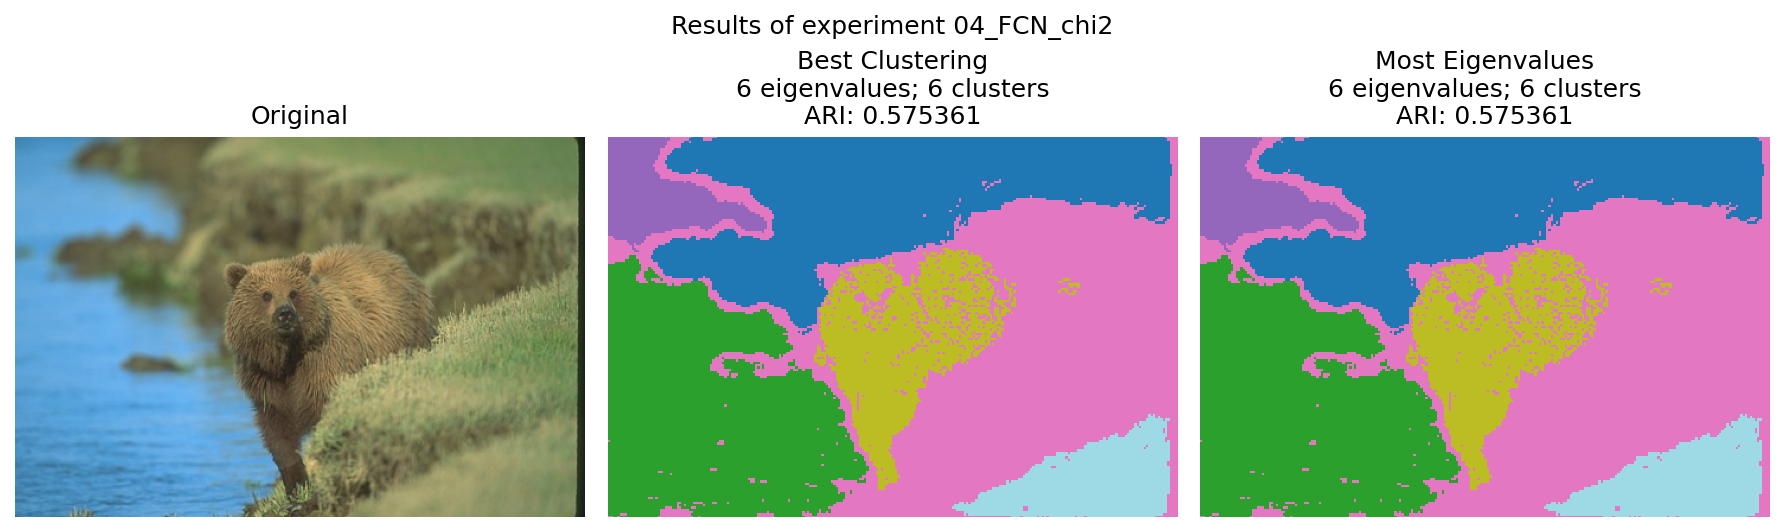 Results of experiment 04_FCN_chi2
Original
Best Clustering
6 eigenvalues; 6 clusters
ARI: 0.575361
Most Eigenvalues
6 eigenvalues; 6 clusters
ARI: 0.575361